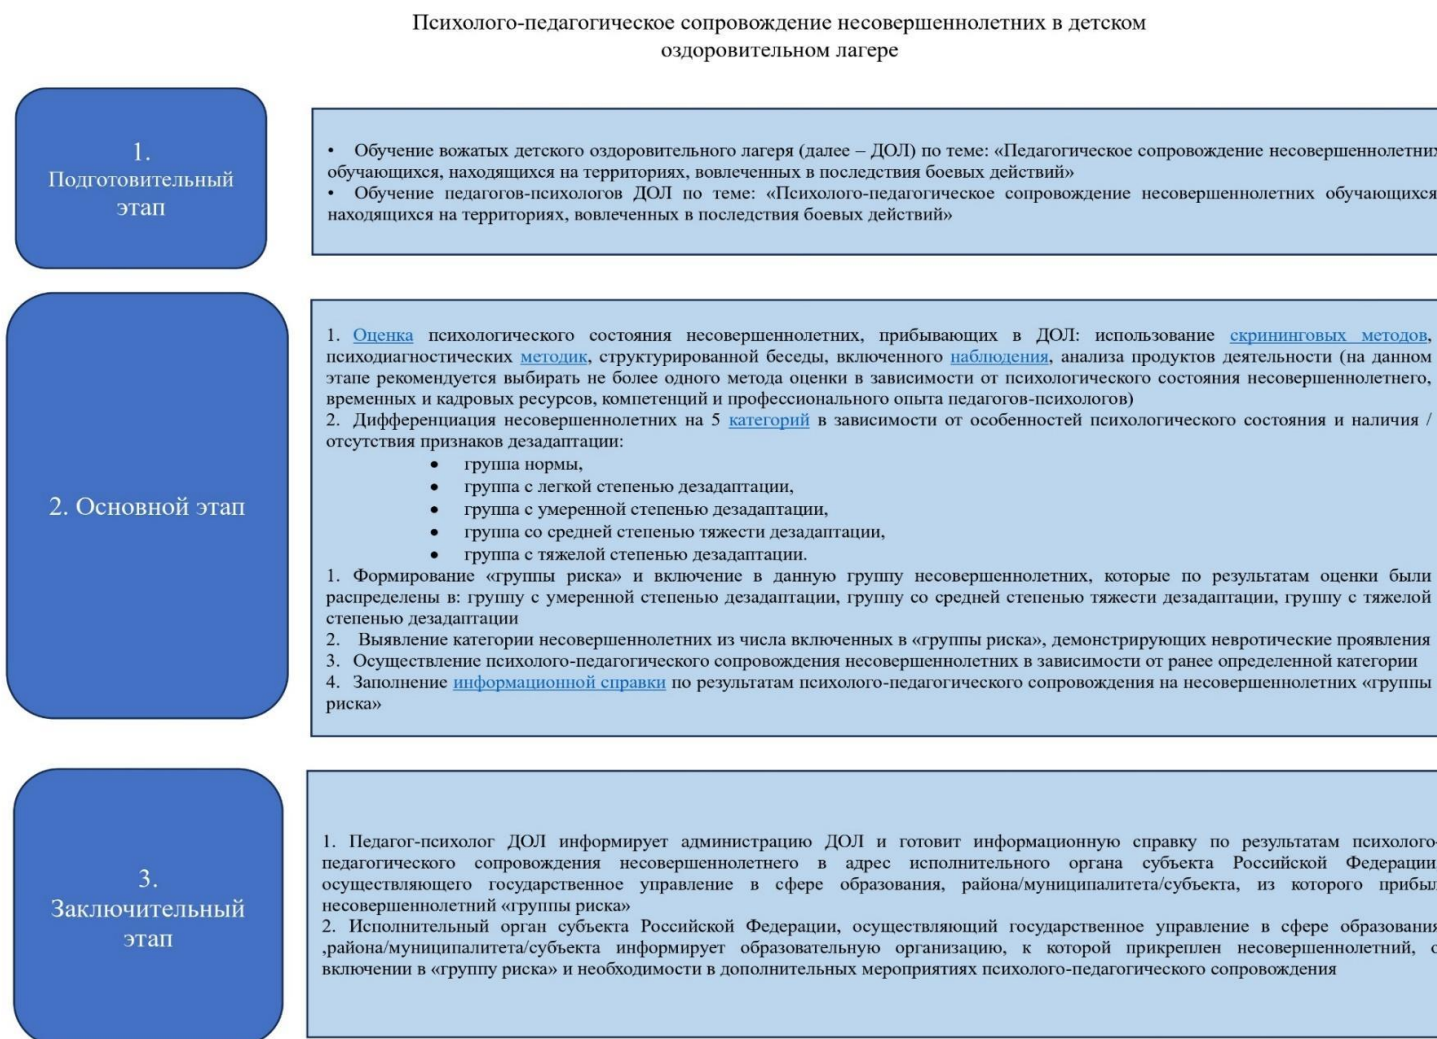 Психолого-педагогическое сопровождение несовершеннолетних в детском
оздоровительном лагере
1.
Подготовительный
этап
• Обучение вожатых детского оздоровительного лагеря (далее – ДОЛ) по теме: «Педагогическое сопровождение несовершеннолетних
обучающихся, находящихся на территориях, вовлеченных в последствия боевых действий»
• Обучение педагогов-психологов ДОЛ по теме: «Психолого-педагогическое сопровождение несовершеннолетних обучающихся
находящихся на территориях, вовлеченных в последствия боевых действий»
2. Основной этап
1. Оценка психологического состояния несовершеннолетних, прибывающих в ДОЛ: использование скрининговых методов,
психодиагностических методик, структурированной беседы, включенного наблюдения, анализа продуктов деятельности (на данном
этапе рекомендуется выбирать не более одного метода оценки в зависимости от психологического состояния несовершеннолетнего,
временных и кадровых ресурсов, компетенций и профессионального опыта педагогов-психологов)
2. Дифференциация несовершеннолетних на 5 категорий в зависимости от особенностей психологического состояния и наличия /
отсутствия признаков дезадаптации:
• группа нормы,
• группа с легкой степенью дезадаптации,
• группа с умеренной степенью дезадаптации,
• группа со средней степенью тяжести дезадаптации,
• группа с тяжелой степенью дезадаптации.
1. Формирование «группы риска» и включение в данную группу несовершеннолетних, которые по результатам оценки были
распределены в: группу с умеренной степенью дезадаптации, группу со средней степенью тяжести дезадаптации, группу с тяжелой
степенью дезадаптации
2. Выявление категории несовершеннолетних из числа включенных в «группы риска», демонстрирующих невротические проявления
3. Осуществление психолого-педагогического сопровождения несовершеннолетних в зависимости от ранее определенной категории
4. Заполнение информационной справки по результатам психолого-педагогического сопровождения на несовершеннолетних «группы
риска»
3.
Заключительный
этап
1. Педагог-психолог ДОЛ информирует администрацию ДОЛ и готовит информационную справку по результатам психолого-
педагогического сопровождения несовершеннолетнего в адрес исполнительного органа субъекта Российской Федерации
осуществляющего государственное управление в сфере образования, района/муниципалитета/субъекта, из которого прибыл
несовершеннолетний «группы риска»
2. Исполнительный орган субъекта Российской Федерации, осуществляющий государственное управление в сфере образования
,района/муниципалитета/субъекта информирует образовательную организацию, к которой прикреплен несовершеннолетний, о
включении в «группу риска» и необходимости в дополнительных мероприятиях психолого-педагогического сопровождения